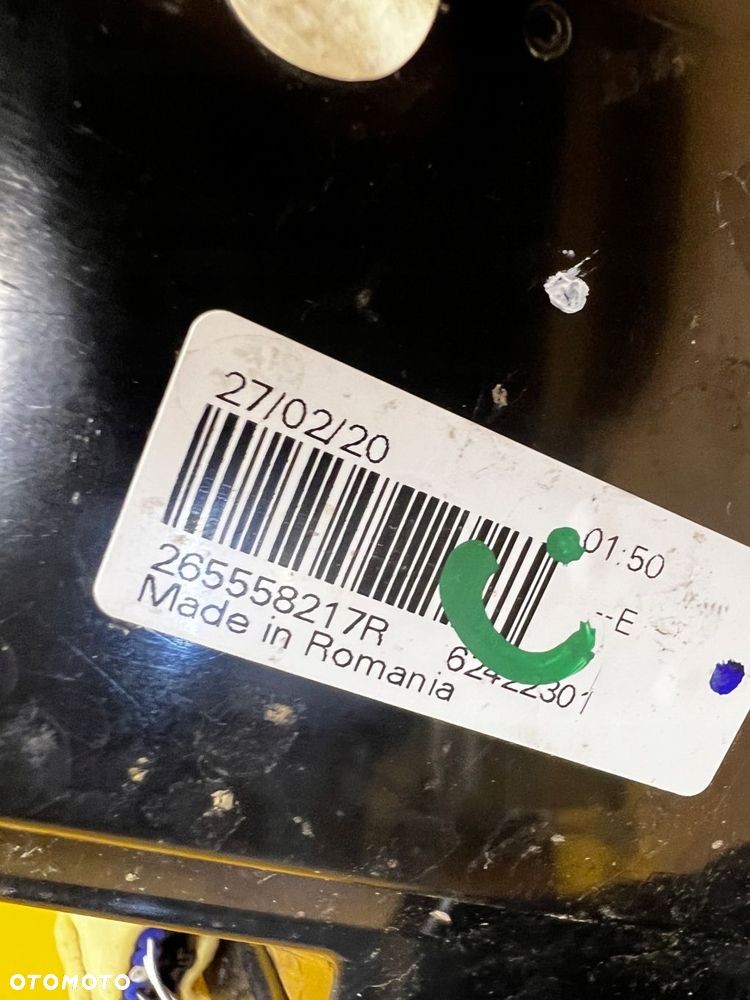 27/02/20
01:50
265558217R
--E
Made in Romania
62422301
OTOMOTO